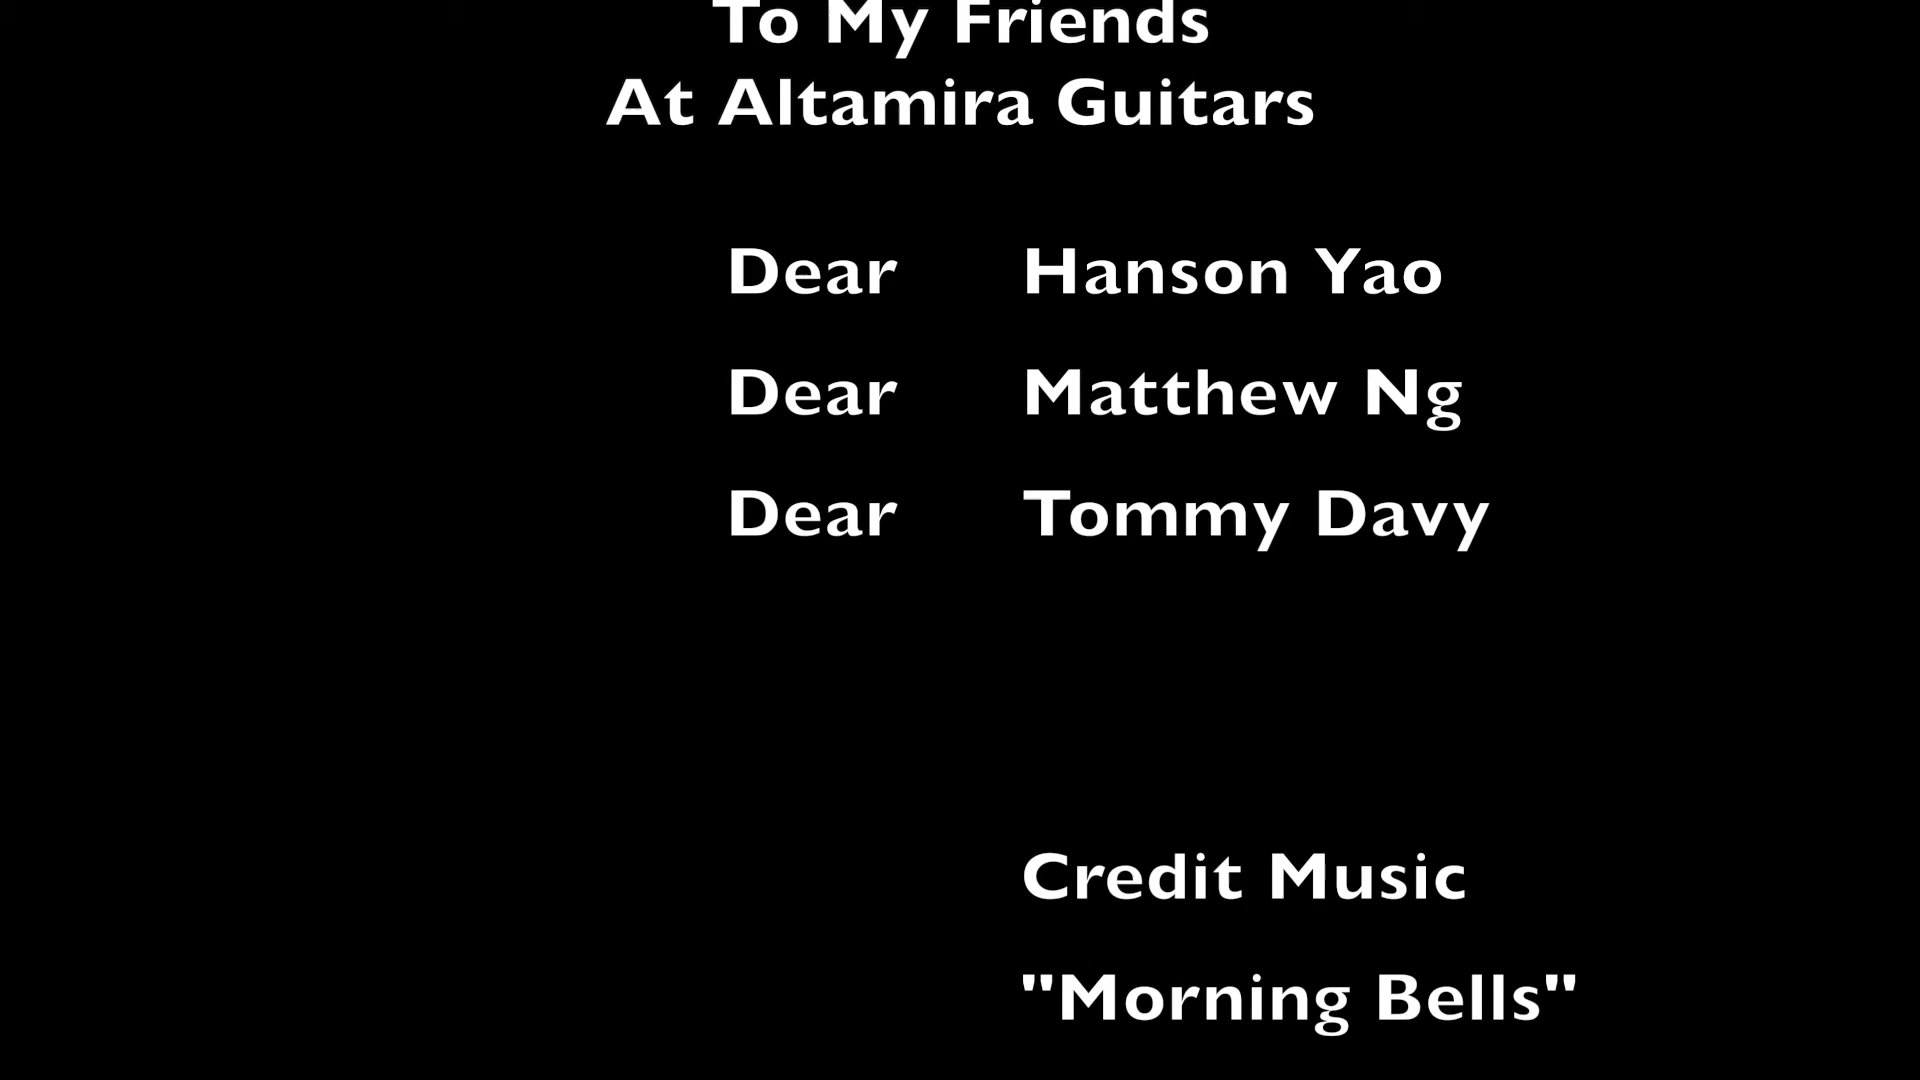 To My Friends
At Altamira Guitars
Dear Hanson Yao
Dear Matthew Ng
Dear Tommy Davy
Credit Music
"Morning Bells"